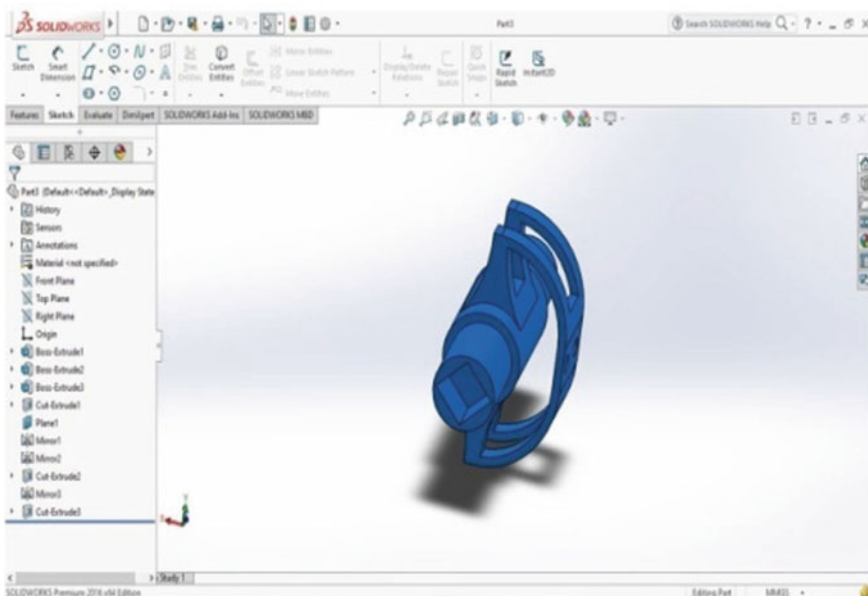 SOLIDWORKS
Part3
Search SOLIDWORKS Help
Sketch
Smart Dimension
Trim Entities
Convert Entities
Offset Entities
Mirror Entities
Linear Sketch Pattern
Move Entities
Display/Delete Relations
Repair Sketch
Quick Snaps
Rapid Sketch
Instant2D
Features
Sketch
Evaluate
DimXpert
SOLIDWORKS Add-Ins
SOLIDWORKS MBD
Part3 (Default<<Default>_Display State
History
Sensors
Annotations
Material <not specified>
Front Plane
Top Plane
Right Plane
Origin
Boss-Extrude1
Boss-Extrude2
Boss-Extrude3
Cut-Extrude1
Plane1
Mirror1
Mirror2
Cut-Extrude2
Mirror3
Cut-Extrude3
Study 1
SOLIDWORKS Premium 2016 x64 Edition
Editing Part
MMGS